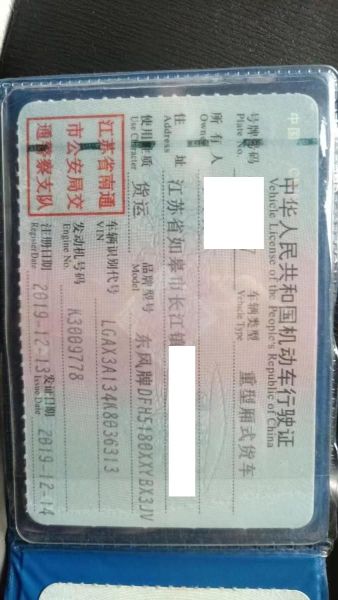 中华人民共和国机动车行驶证
Vehicle License of the People's Republic of China
号牌号码
Plate No.
车辆类型 重型厢式货车
Vehicle Type
所有人
Owner
住址 江苏省如皋市长江镇
Address
使用性质 货运
Use Character
品牌型号 东风牌DFH5180XXYBX3JV
Model
江苏省南通
市公安局交
通警察支队
车辆识别代号 LGAX3A134K8036313
VIN
发动机号码 K3009778
Engine No.
注册日期 2019-12-13
Register Date
发证日期 2019-12-14
Issue Date